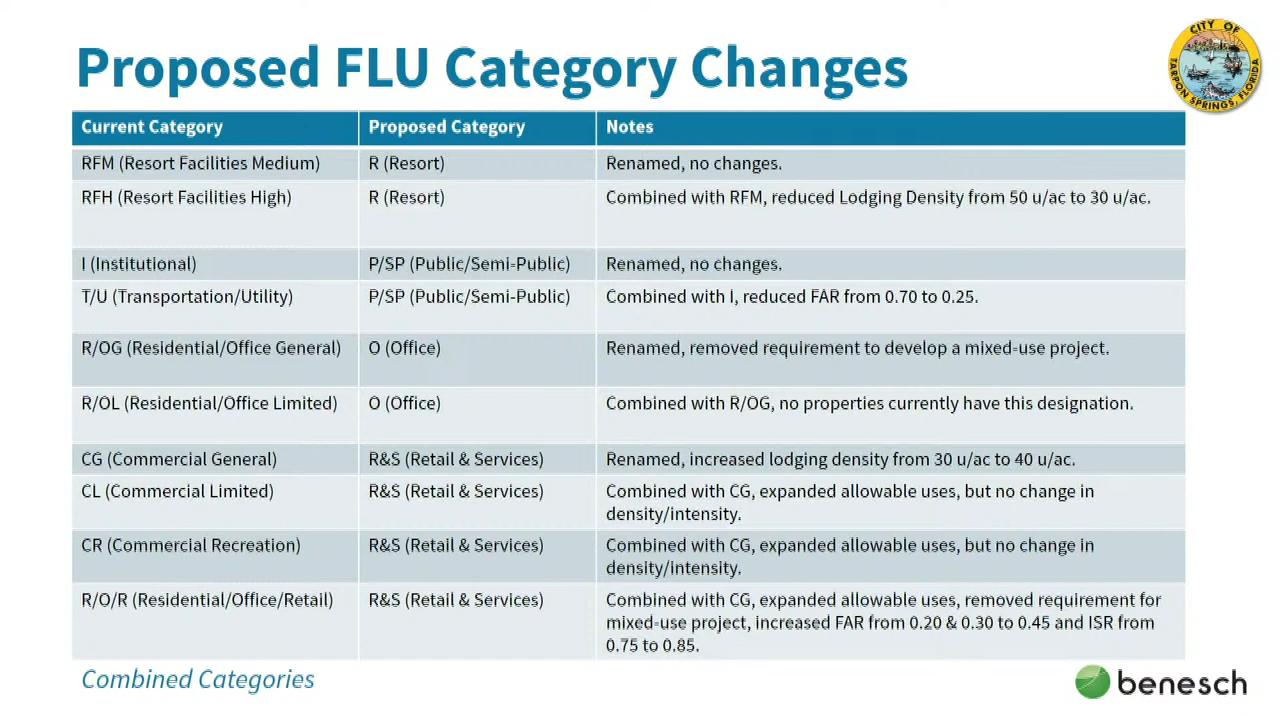 Proposed FLU Category Changes
CITY OF
TARPON SPRINGS, FLORIDA
Current Category Proposed Category Notes
RFM (Resort Facilities Medium) R (Resort) Renamed, no changes.
RFH (Resort Facilities High) R (Resort) Combined with RFM, reduced Lodging Density from 50 u/ac to 30 u/ac.
I (Institutional) P/SP (Public/Semi-Public) Renamed, no changes.
T/U (Transportation/Utility) P/SP (Public/Semi-Public) Combined with I, reduced FAR from 0.70 to 0.25.
R/OG (Residential/Office General) O (Office) Renamed, removed requirement to develop a mixed-use project.
R/OL (Residential/Office Limited) O (Office) Combined with R/OG, no properties currently have this designation.
CG (Commercial General) R&S (Retail & Services) Renamed, increased lodging density from 30 u/ac to 40 u/ac.
CL (Commercial Limited) R&S (Retail & Services) Combined with CG, expanded allowable uses, but no change in
density/intensity.
CR (Commercial Recreation) R&S (Retail & Services) Combined with CG, expanded allowable uses, but no change in
density/intensity.
R/O/R (Residential/Office/Retail) R&S (Retail & Services) Combined with CG, expanded allowable uses, removed requirement for
mixed-use project, increased FAR from 0.20 & 0.30 to 0.45 and ISR from
0.75 to 0.85.
Combined Categories
benesch